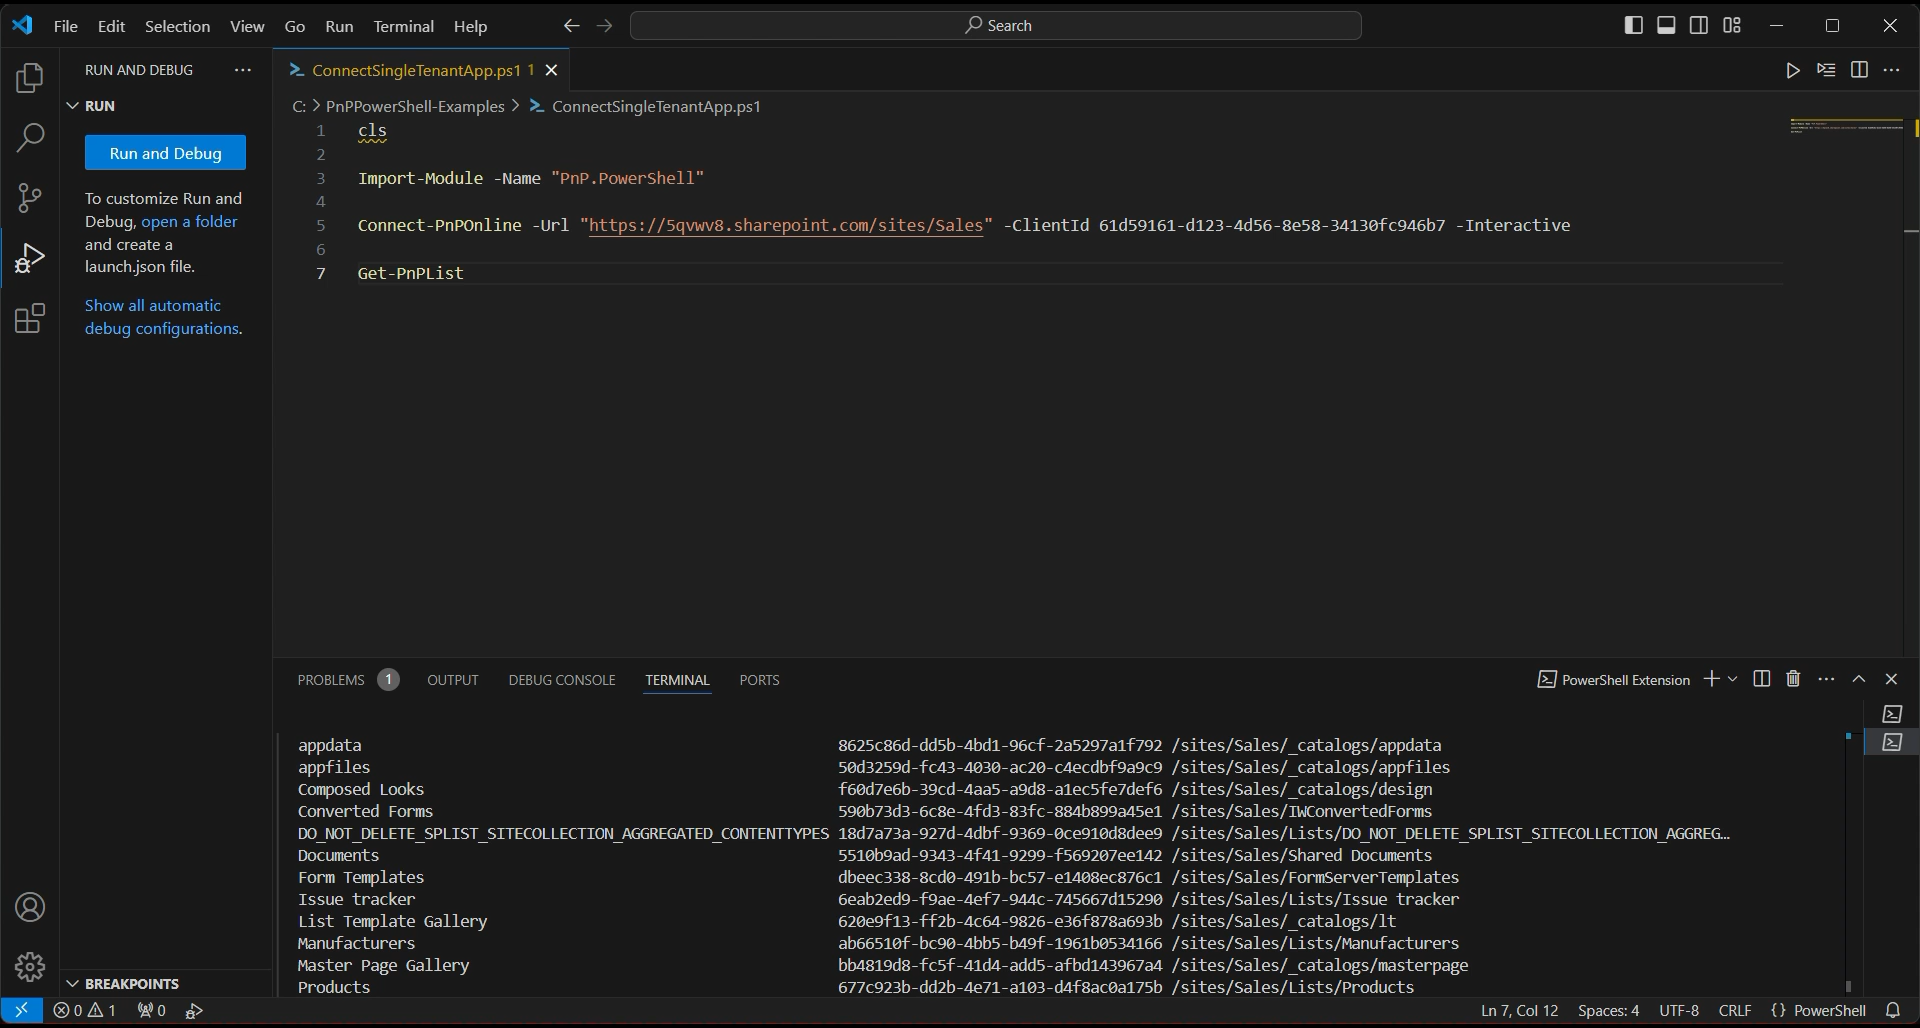 File Edit Selection View Go Run Terminal Help
Search
RUN AND DEBUG
RUN
Run and Debug
To customize Run and
Debug, open a folder
and create a
launch.json file.
Show all automatic
debug configurations.
BREAKPOINTS
ConnectSingleTenantApp.ps1 1
C: > PnPPowerShell-Examples > ConnectSingleTenantApp.ps1
1 cls
2
3 Import-Module -Name "PnP.PowerShell"
4
5 Connect-PnPOnline -Url "https://5qvwv8.sharepoint.com/sites/Sales" -ClientId 61d59161-d123-4d56-8e58-34130fc946b7 -Interactive
6
7 Get-PnPList
PROBLEMS 1 OUTPUT DEBUG CONSOLE TERMINAL PORTS
PowerShell Extension
appdata 8625c86d-dd5b-4bd1-96cf-2a5297a1f792 /sites/Sales/_catalogs/appdata
appfiles 50d3259d-fc43-4030-ac20-c4ecdbf9a9c9 /sites/Sales/_catalogs/appfiles
Composed Looks f60d7e6b-39cd-4aa5-a9d8-a1ec5fe7def6 /sites/Sales/_catalogs/design
Converted Forms 590b73d3-6c8e-4fd3-83fc-884b899a45e1 /sites/Sales/IWConvertedForms
DO_NOT_DELETE_SPLIST_SITECOLLECTION_AGGREGATED_CONTENTTYPES 18d7a73a-927d-4dbf-9369-0ce910d8dee9 /sites/Sales/Lists/DO_NOT_DELETE_SPLIST_SITECOLLECTION_AGGREG…
Documents 5510b9ad-9343-4f41-9299-f569207ee142 /sites/Sales/Shared Documents
Form Templates dbeec338-8cd0-491b-bc57-e1408ec876c1 /sites/Sales/FormServerTemplates
Issue tracker 6eab2ed9-f9ae-4ef7-944c-745667d15290 /sites/Sales/Lists/Issue tracker
List Template Gallery 620e9f13-ff2b-4c64-9826-e36f878a693b /sites/Sales/_catalogs/lt
Manufacturers ab66510f-bc90-4bb5-b49f-1961b0534166 /sites/Sales/Lists/Manufacturers
Master Page Gallery bb4819d8-fc5f-41d4-add5-afbd143967a4 /sites/Sales/_catalogs/masterpage
Products 677c923b-dd2b-4e71-a103-d4f8ac0a175b /sites/Sales/Lists/Products
0 1 0 Ln 7, Col 12 Spaces: 4 UTF-8 CRLF {} PowerShell